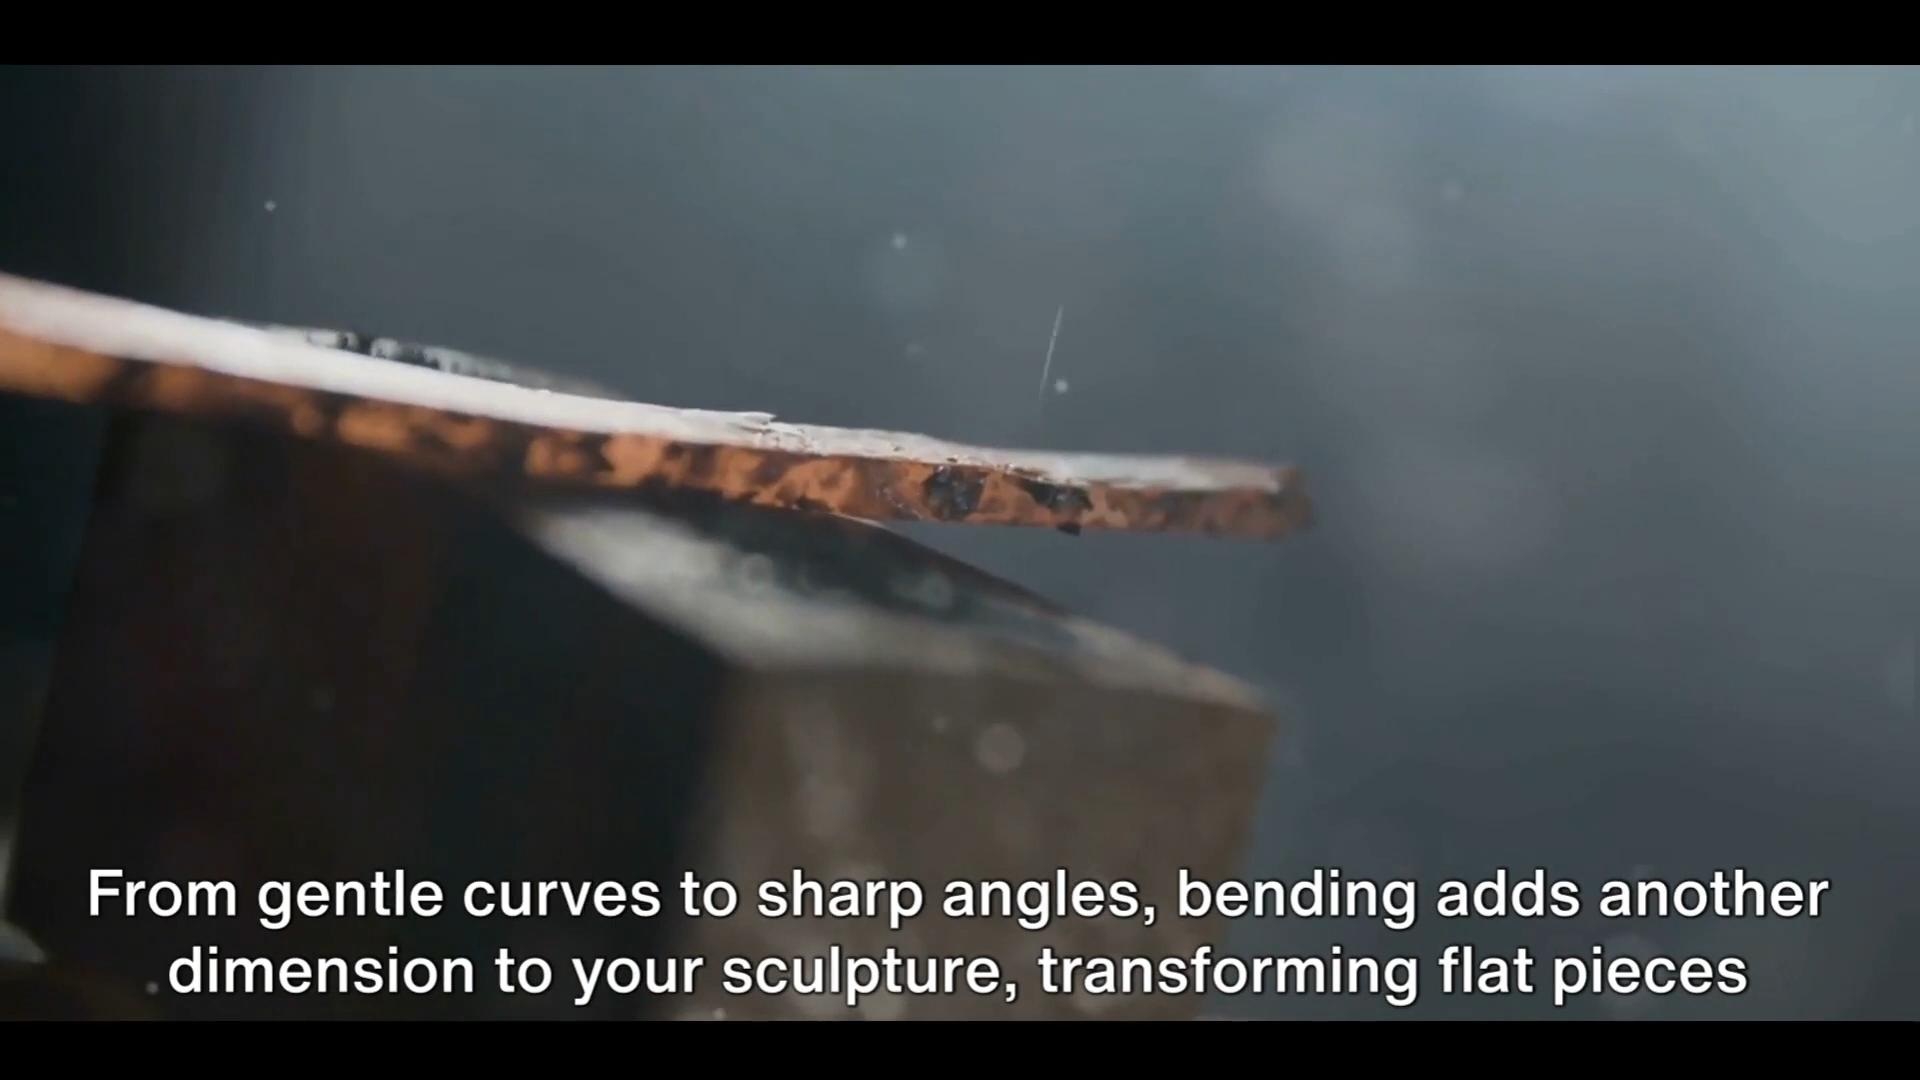 From gentle curves to sharp angles, bending adds another
dimension to your sculpture, transforming flat pieces